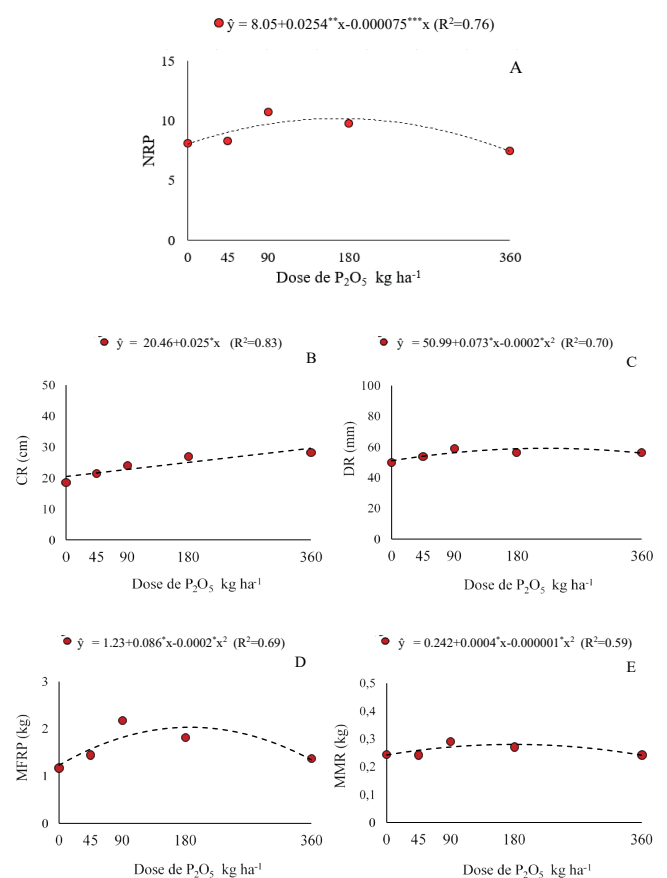 ŷ = 8.05+0.0254**x-0.000075***x (R²=0.76)
A
15
10
5
0
NRP
0 45 90 180 360
Dose de P₂O₅ kg ha⁻¹
ŷ = 20.46+0.025*x (R²=0.83)
B
50
40
30
20
10
0
CR (cm)
0 45 90 180 360
Dose de P₂O₅ kg ha⁻¹
ŷ = 50.99+0.073*x-0.0002*x² (R²=0.70)
C
100
80
60
40
20
0
DR (mm)
0 45 90 180 360
Dose de P₂O₅ kg ha⁻¹
ŷ = 1.23+0.086*x-0.0002*x² (R²=0.69)
D
3
2
1
0
MFRP (kg)
0 45 90 180 360
Dose de P₂O₅ kg ha⁻¹
ŷ = 0.242+0.0004*x-0.000001*x² (R²=0.59)
E
0,5
0,4
0,3
0,2
0,1
0
MMR (kg)
0 45 90 180 360
Dose de P₂O₅ kg ha⁻¹